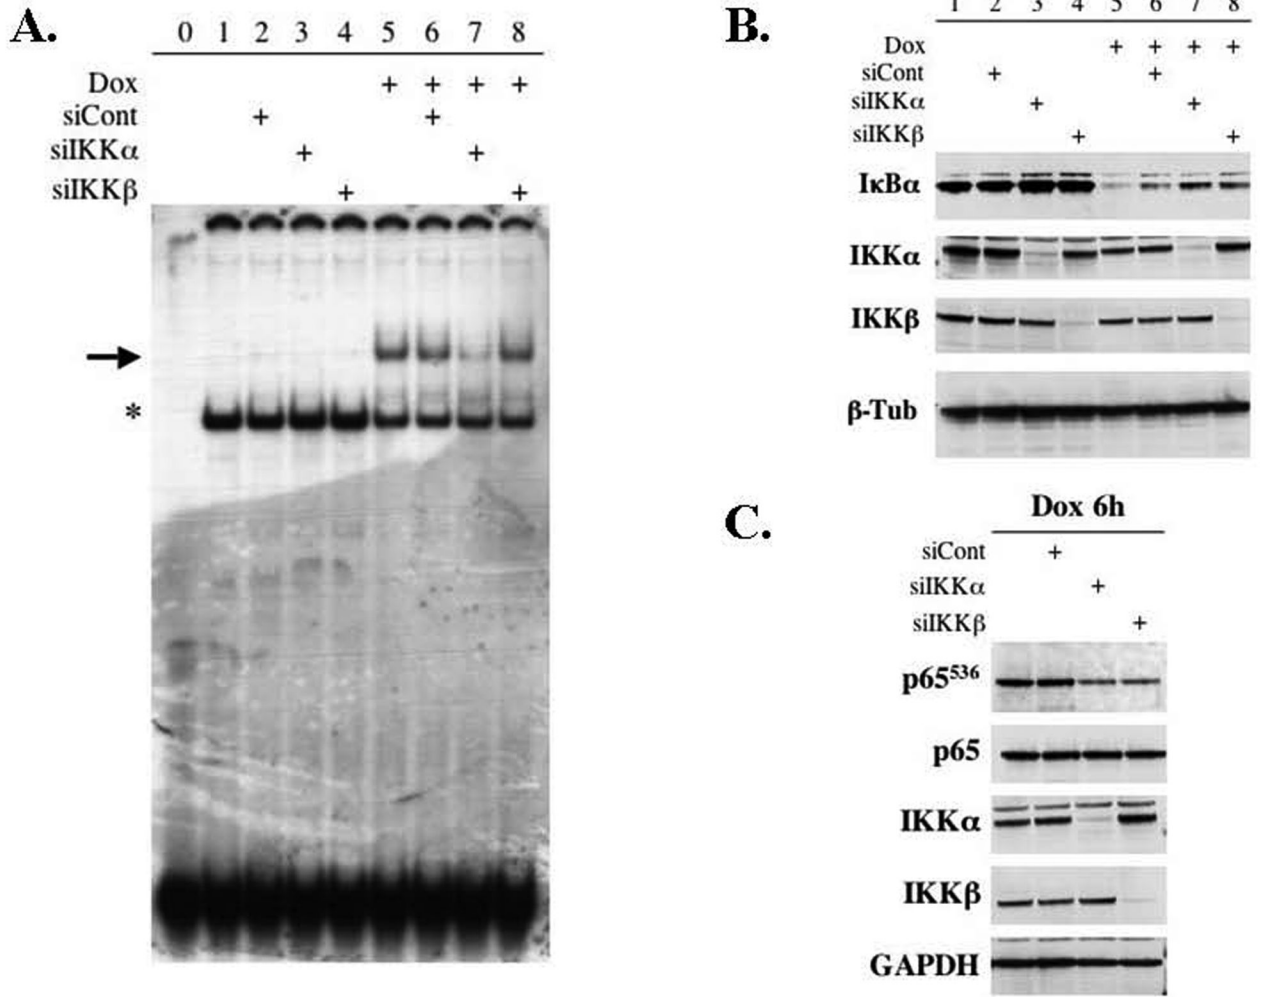 A.
0 1 2 3 4 5 6 7 8
Dox + + + +
siCont + +
siIKKα + +
siIKKβ + +
*
B.
1 2 3 4 5 6 7 8
Dox + + + +
siCont + +
siIKKα + +
siIKKβ + +
IκBα
IKKα
IKKβ
β-Tub
C.
Dox 6h
siCont +
siIKKα +
siIKKβ +
p65⁵³⁶
p65
IKKα
IKKβ
GAPDH